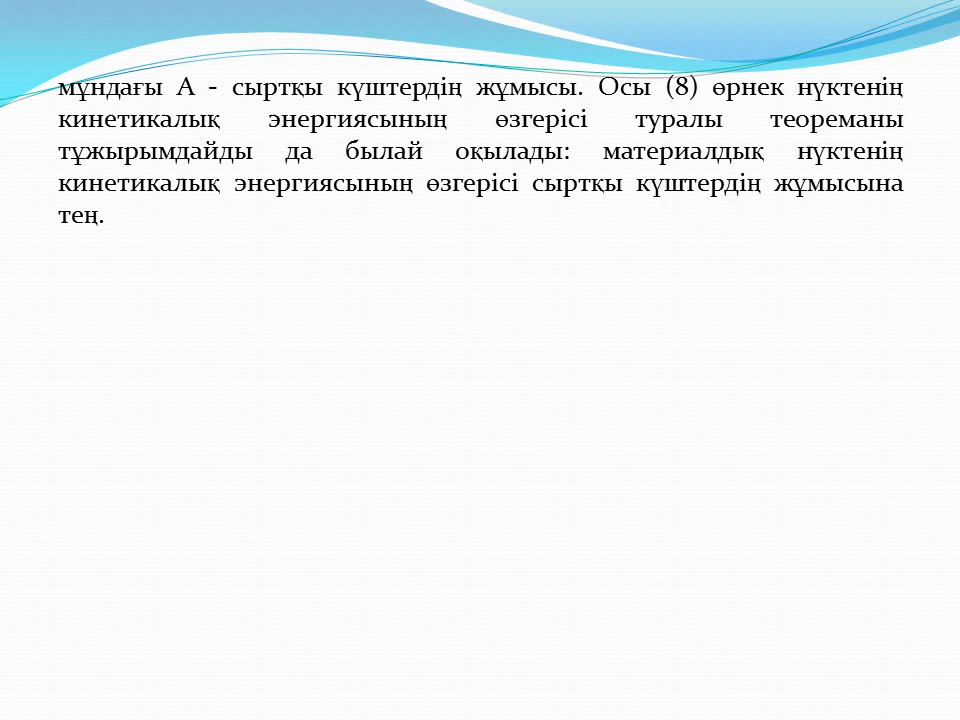 мұндағы А - сыртқы күштердің жұмысы. Осы (8) өрнек нүктенің
кинетикалық энергиясының өзгерісі туралы теореманы
тұжырымдайды да былай оқылады: материалдық нүктенің
кинетикалық энергиясының өзгерісі сыртқы күштердің жұмысына
тең.